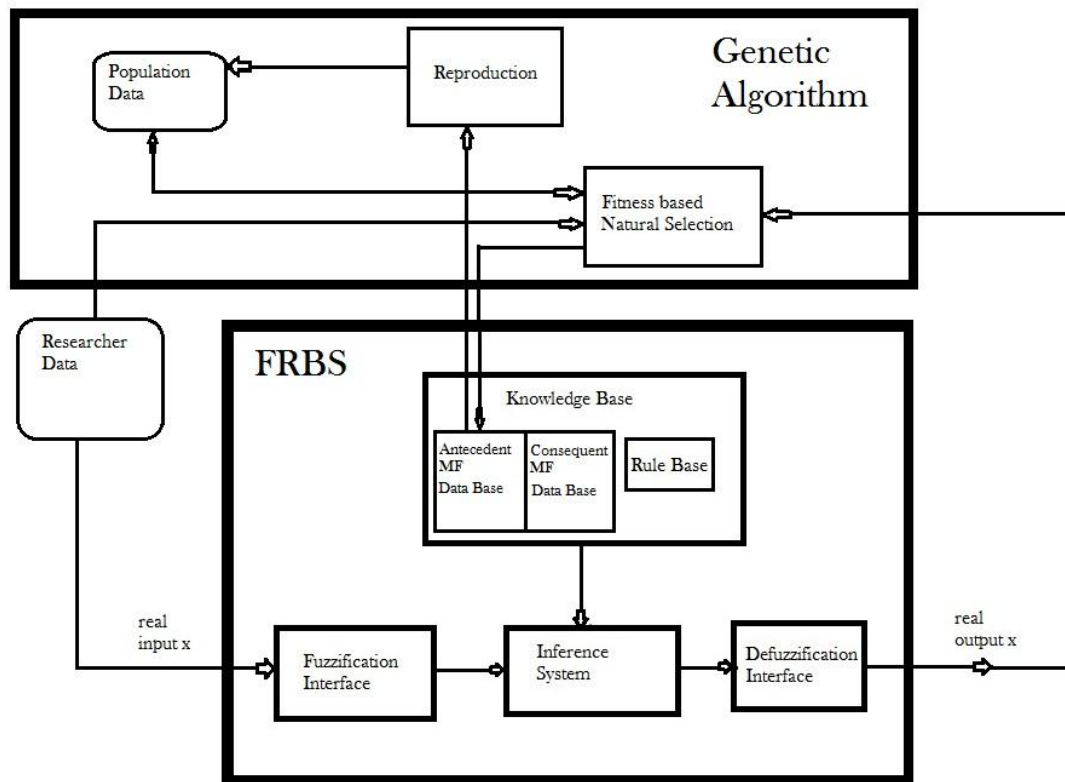 Genetic
Algorithm
Population
Data
Reproduction
Fitness based
Natural Selection
Researcher
Data
FRBS
Knowledge Base
Antecedent
MF
Data Base
Consequent
MF
Data Base
Rule Base
real
input x
Fuzzification
Interface
Inference
System
Defuzzification
Interface
real
output x